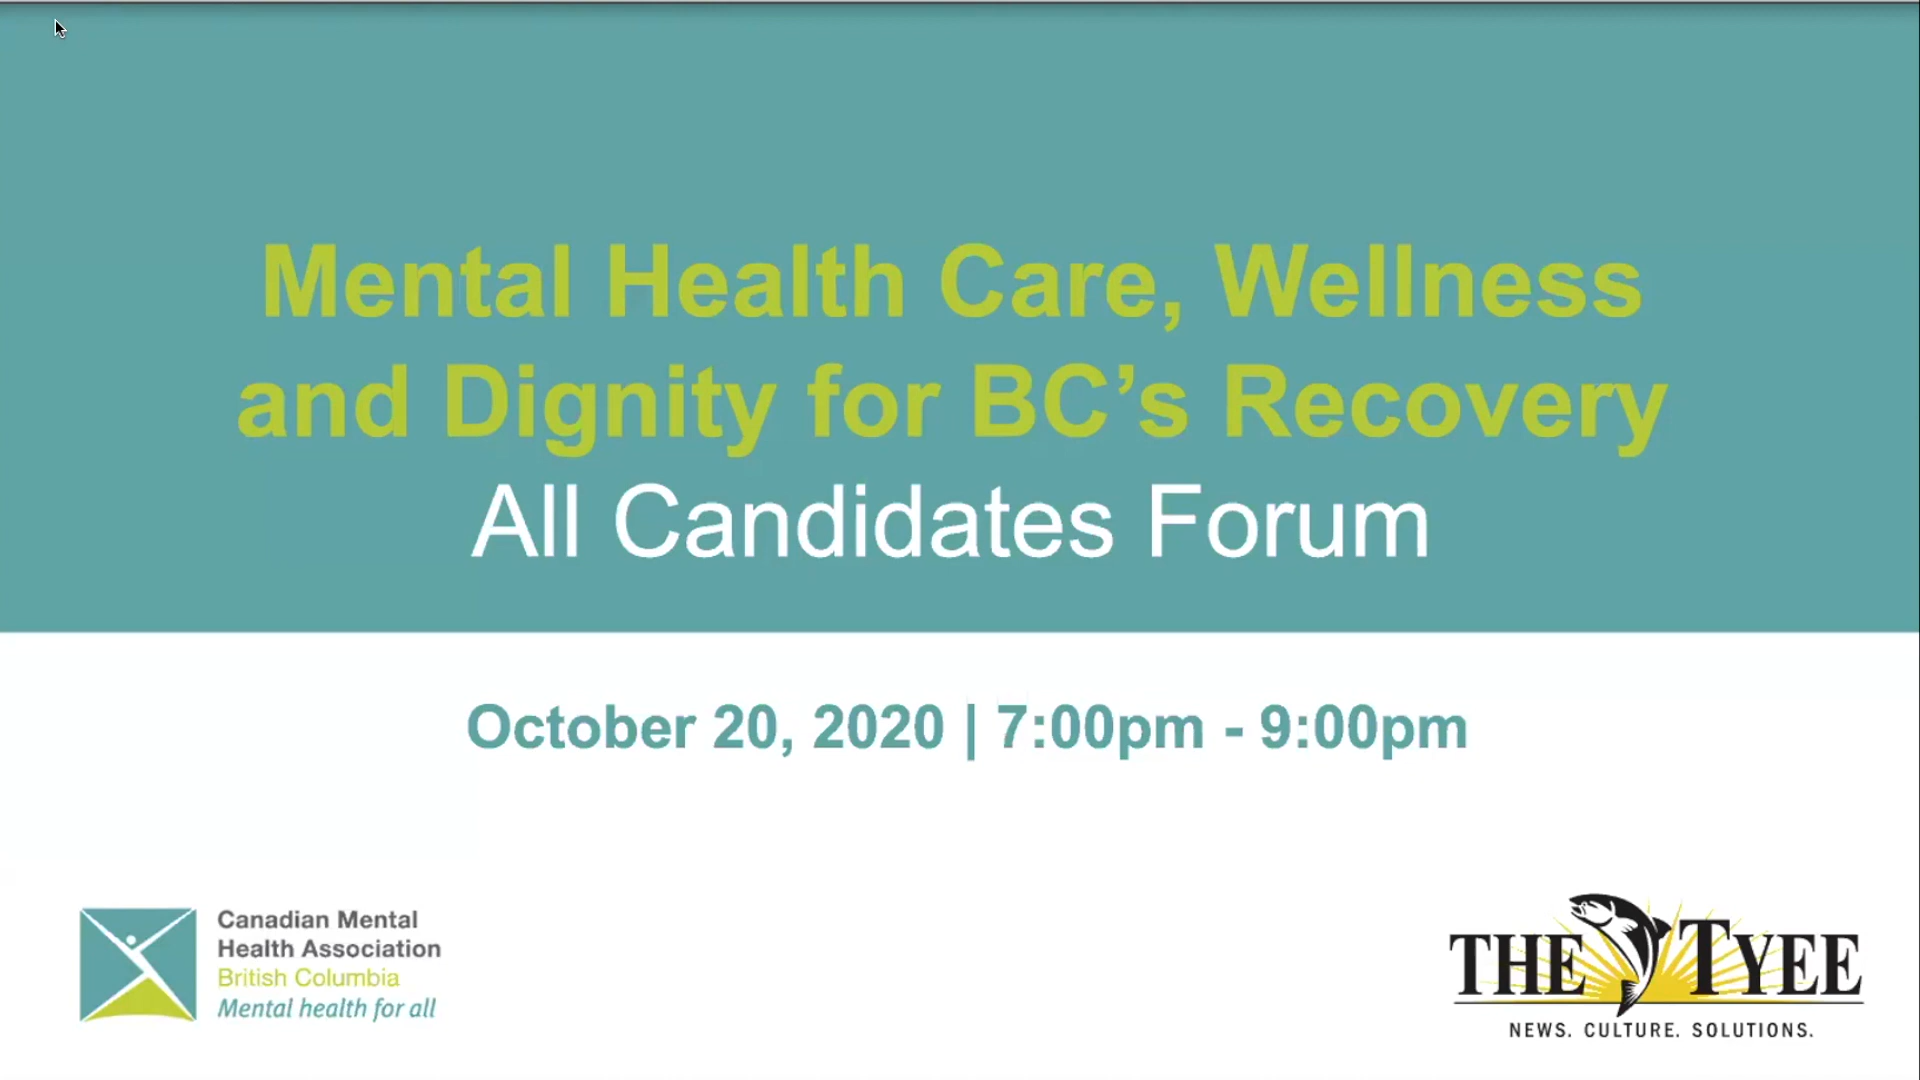 Mental Health Care, Wellness
and Dignity for BC’s Recovery
All Candidates Forum
October 20, 2020 | 7:00pm - 9:00pm
Canadian Mental
Health Association
British Columbia
Mental health for all
THE TYEE
NEWS. CULTURE. SOLUTIONS.